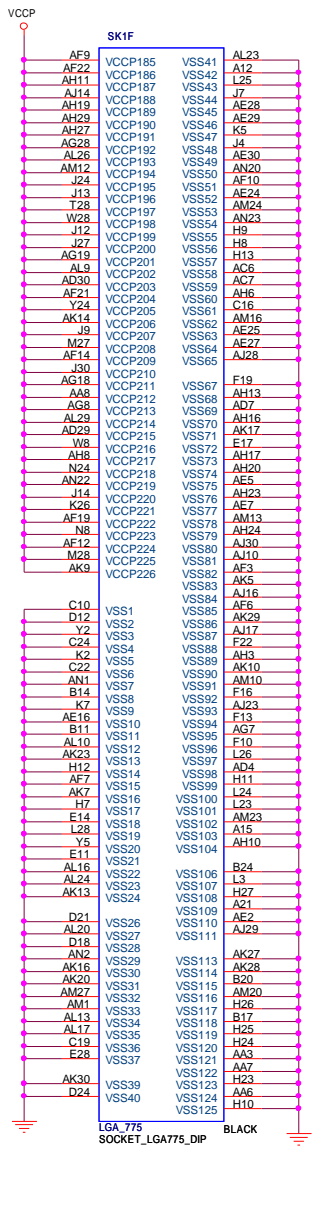 VCCP
SK1F
AF9 VCCP185
AF22 VCCP186
AH11 VCCP187
AJ14 VCCP188
AH19 VCCP189
AH29 VCCP190
AH27 VCCP191
AG28 VCCP192
AL26 VCCP193
AM12 VCCP194
J24 VCCP195
J13 VCCP196
T28 VCCP197
W28 VCCP198
J12 VCCP199
J27 VCCP200
AG19 VCCP201
AL9 VCCP202
AD30 VCCP203
AF21 VCCP204
Y24 VCCP205
AK14 VCCP206
J9 VCCP207
M27 VCCP208
AF14 VCCP209
J30 VCCP210
AG18 VCCP211
AA8 VCCP212
AG8 VCCP213
AL29 VCCP214
AD29 VCCP215
W8 VCCP216
AH8 VCCP217
N24 VCCP218
AN22 VCCP219
J14 VCCP220
K26 VCCP221
AF19 VCCP222
N8 VCCP223
AF12 VCCP224
M28 VCCP225
AK9 VCCP226
C10 VSS1
D12 VSS2
Y2 VSS3
C24 VSS4
K2 VSS5
C22 VSS6
AN1 VSS7
B14 VSS8
K7 VSS9
AE16 VSS10
B11 VSS11
AL10 VSS12
AK23 VSS13
H12 VSS14
AF7 VSS15
AK7 VSS16
H7 VSS17
E14 VSS18
L28 VSS19
Y5 VSS20
E11 VSS21
AL16 VSS22
AL24 VSS23
AK13 VSS24
D21 VSS26
AL20 VSS27
D18 VSS28
AN2 VSS29
AK16 VSS30
AK20 VSS31
AM27 VSS32
AM1 VSS33
AL13 VSS34
AL17 VSS35
C19 VSS36
E28 VSS37
AK30 VSS39
D24 VSS40
VSS41 AL23
VSS42 A12
VSS43 L25
VSS44 J7
VSS45 AE28
VSS46 AE29
VSS47 K5
VSS48 J4
VSS49 AE30
VSS50 AN20
VSS51 AF10
VSS52 AE24
VSS53 AM24
VSS54 AN23
VSS55 H9
VSS56 H8
VSS57 H13
VSS58 AC6
VSS59 AC7
VSS60 AH6
VSS61 C16
VSS62 AM16
VSS63 AE25
VSS64 AE27
VSS65 AJ28
VSS67 F19
VSS68 AH13
VSS69 AD7
VSS70 AH16
VSS71 AK17
VSS72 E17
VSS73 AH17
VSS74 AH20
VSS75 AE5
VSS76 AH23
VSS77 AE7
VSS78 AM13
VSS79 AH24
VSS80 AJ30
VSS81 AJ10
VSS82 AF3
VSS83 AK5
VSS84 AJ16
VSS85 AF6
VSS86 AK29
VSS87 AJ17
VSS88 F22
VSS89 AH3
VSS90 AK10
VSS91 AM10
VSS92 F16
VSS93 AJ23
VSS94 F13
VSS95 AG7
VSS96 F10
VSS97 L26
VSS98 AD4
VSS99 H11
VSS100 L24
VSS101 L23
VSS102 AM23
VSS103 A15
VSS104 AH10
VSS106 B24
VSS107 L3
VSS108 H27
VSS109 A21
VSS110 AE2
VSS111 AJ29
VSS113 AK27
VSS114 AK28
VSS115 B20
VSS116 AM20
VSS117 H26
VSS118 B17
VSS119 H25
VSS120 H24
VSS121 AA3
VSS122 AA7
VSS123 H23
VSS124 AA6
VSS125 H10
LGA_775 BLACK
SOCKET_LGA775_DIP